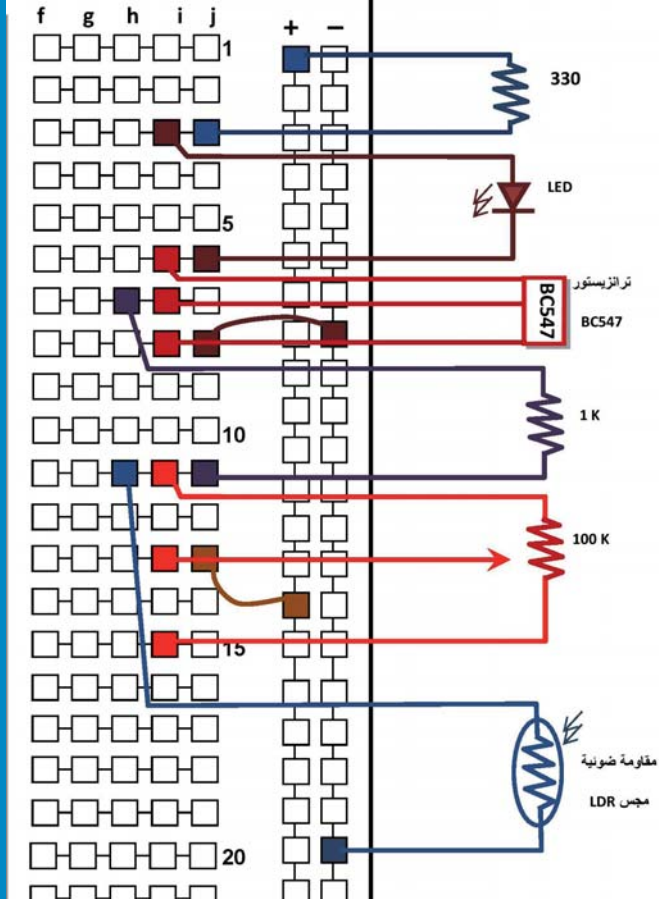 f g h i j
+ −
1
330
LED
5
ترانزيستور
BC547
BC547
1 K
10
100 K
15
مقاومة ضوئية
مجس LDR
20